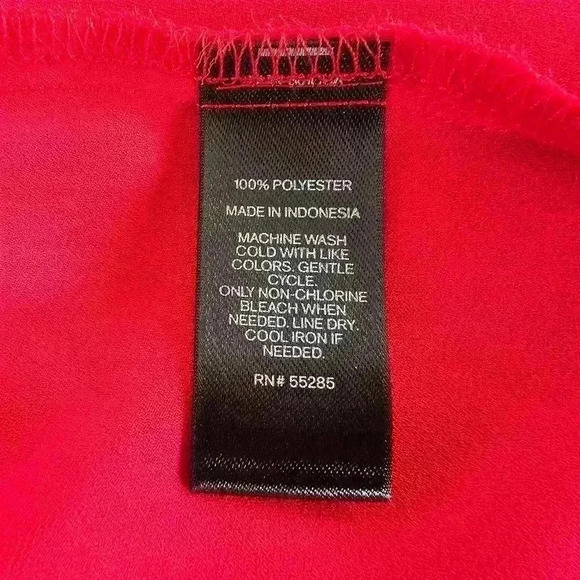 100% POLYESTER
MADE IN INDONESIA
MACHINE WASH
COLD WITH LIKE
COLORS. GENTLE
CYCLE.
ONLY NON-CHLORINE
BLEACH WHEN
NEEDED. LINE DRY.
COOL IRON IF
NEEDED.
RN# 55285